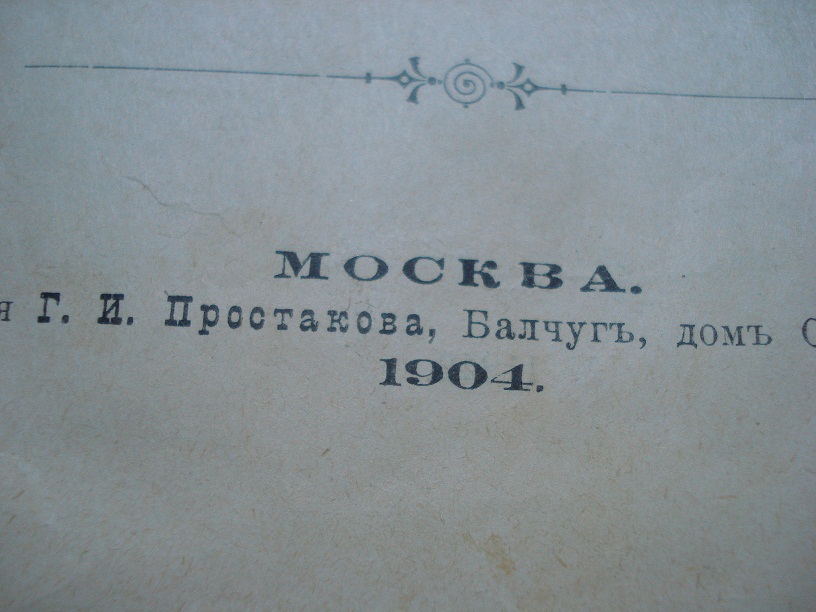 МОСКВА.
Г. И. Простакова, Балчугъ, домъ
1904.